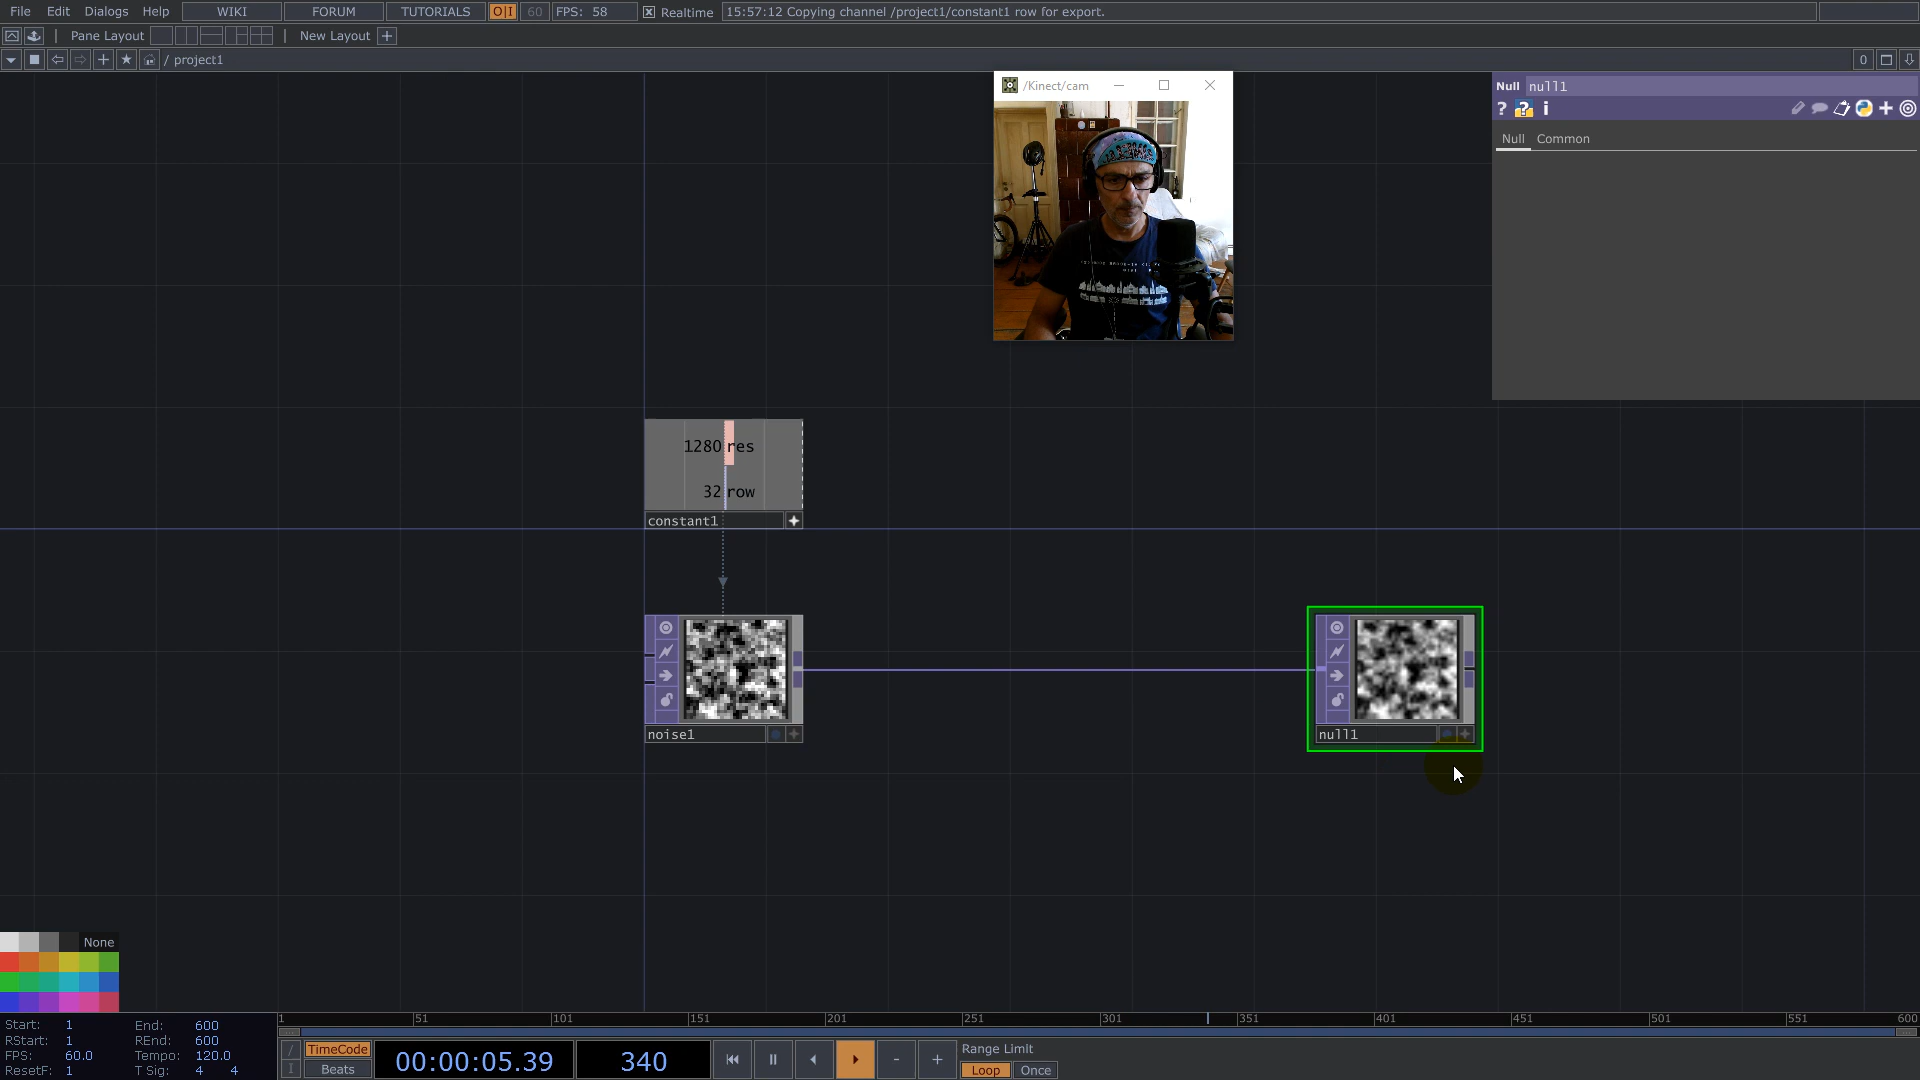 File Edit Dialogs Help WIKI FORUM TUTORIALS O|I 60 FPS: 58 Realtime 15:57:12 Copying channel /project1/constant1 row for export.
Pane Layout New Layout +
/ project1 0
/Kinect/cam
Null null1
? ? i
Null Common
1280 res
32 row
constant1
noise1
null1
None
Start: 1 End: 600
RStart: 1 REnd: 600
FPS: 60.0 Tempo: 120.0
ResetF: 1 T Sig: 4 4
1 51 101 151 201 251 301 351 401 451 501 551 600
TimeCode
Beats
00:00:05.39
340
- +
Range Limit
Loop Once